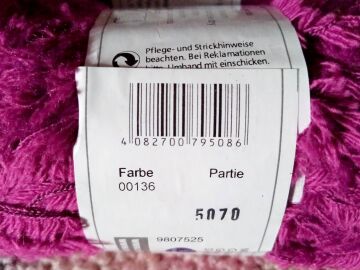 Pflege- und Strickhinweise
beachten. Bei Reklamationen
bitte Umband mit einschicken.
4 082700 795086
Farbe Partie
00136
5070
9807525